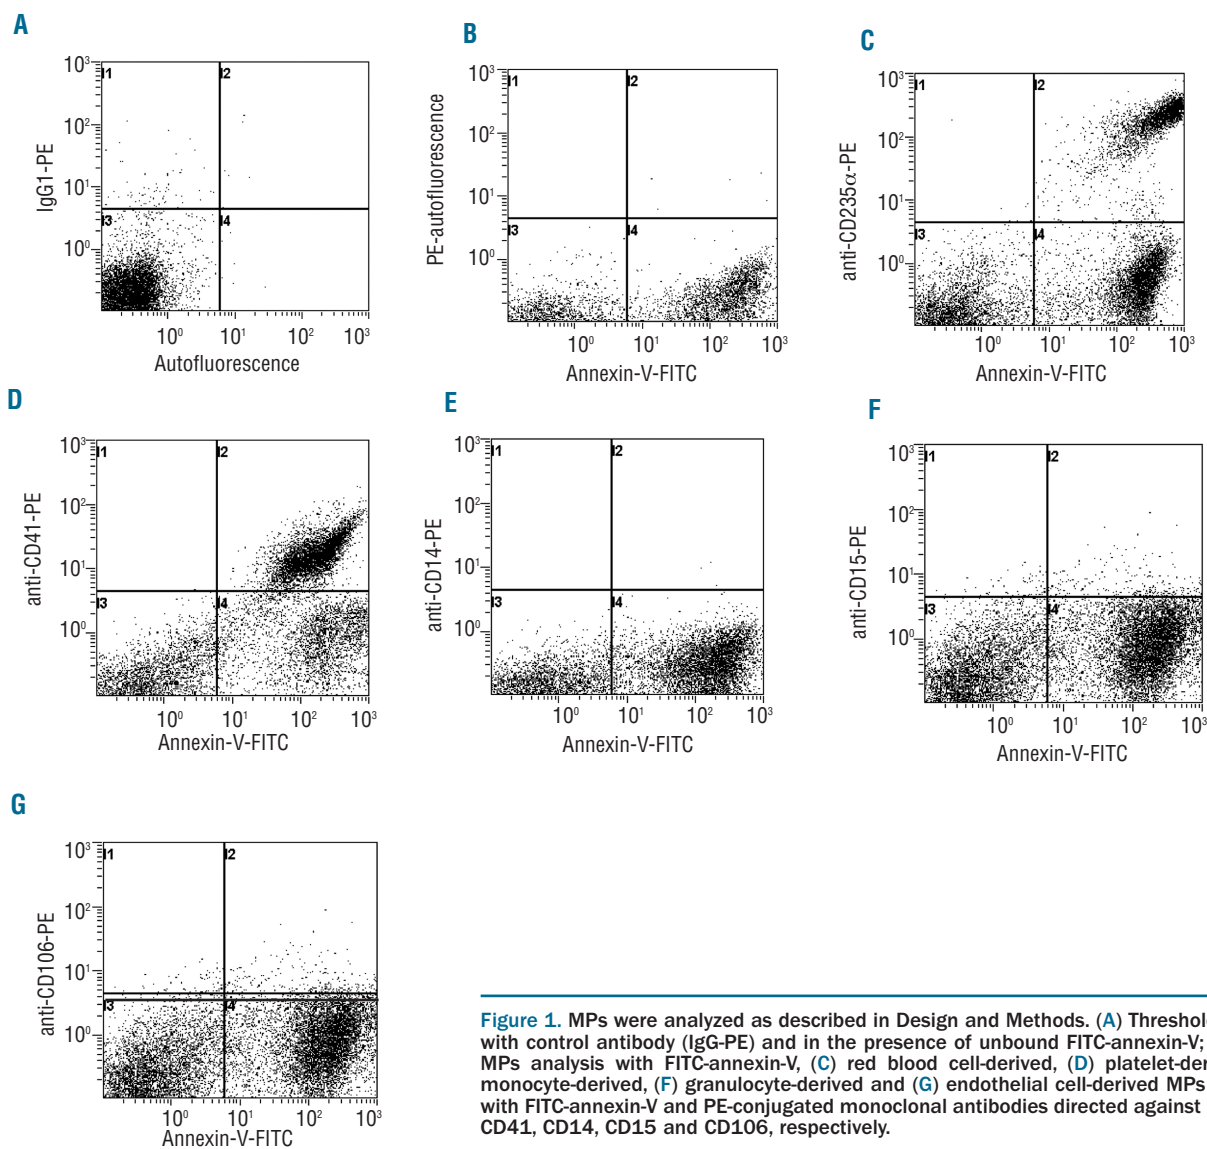 A
10³
10²
10¹
10⁰
I1
I2
I3
I4
IgG1-PE
10⁰ 10¹ 10² 10³
Autofluorescence
B
10³
10²
10¹
10⁰
I1
I2
I3
I4
PE-autofluorescence
10⁰ 10¹ 10² 10³
Annexin-V-FITC
C
10³
10²
10¹
10⁰
I1
I2
I3
I4
anti-CD235α-PE
10⁰ 10¹ 10² 10³
Annexin-V-FITC
D
10³
10²
10¹
10⁰
I1
I2
I3
I4
anti-CD41-PE
10⁰ 10¹ 10² 10³
Annexin-V-FITC
E
10³
10²
10¹
10⁰
I1
I2
I3
I4
anti-CD14-PE
10⁰ 10¹ 10² 10³
Annexin-V-FITC
F
10³
10²
10¹
10⁰
I1
I2
I3
I4
anti-CD15-PE
10⁰ 10¹ 10² 10³
Annexin-V-FITC
G
10³
10²
10¹
10⁰
I1
I2
I3
I4
anti-CD106-PE
10⁰ 10¹ 10² 10³
Annexin-V-FITC
Figure 1. MPs were analyzed as described in Design and Methods. (A) Threshol
with control antibody (IgG-PE) and in the presence of unbound FITC-annexin-V;
MPs analysis with FITC-annexin-V, (C) red blood cell-derived, (D) platelet-der
monocyte-derived, (F) granulocyte-derived and (G) endothelial cell-derived MPs
with FITC-annexin-V and PE-conjugated monoclonal antibodies directed against
CD41, CD14, CD15 and CD106, respectively.